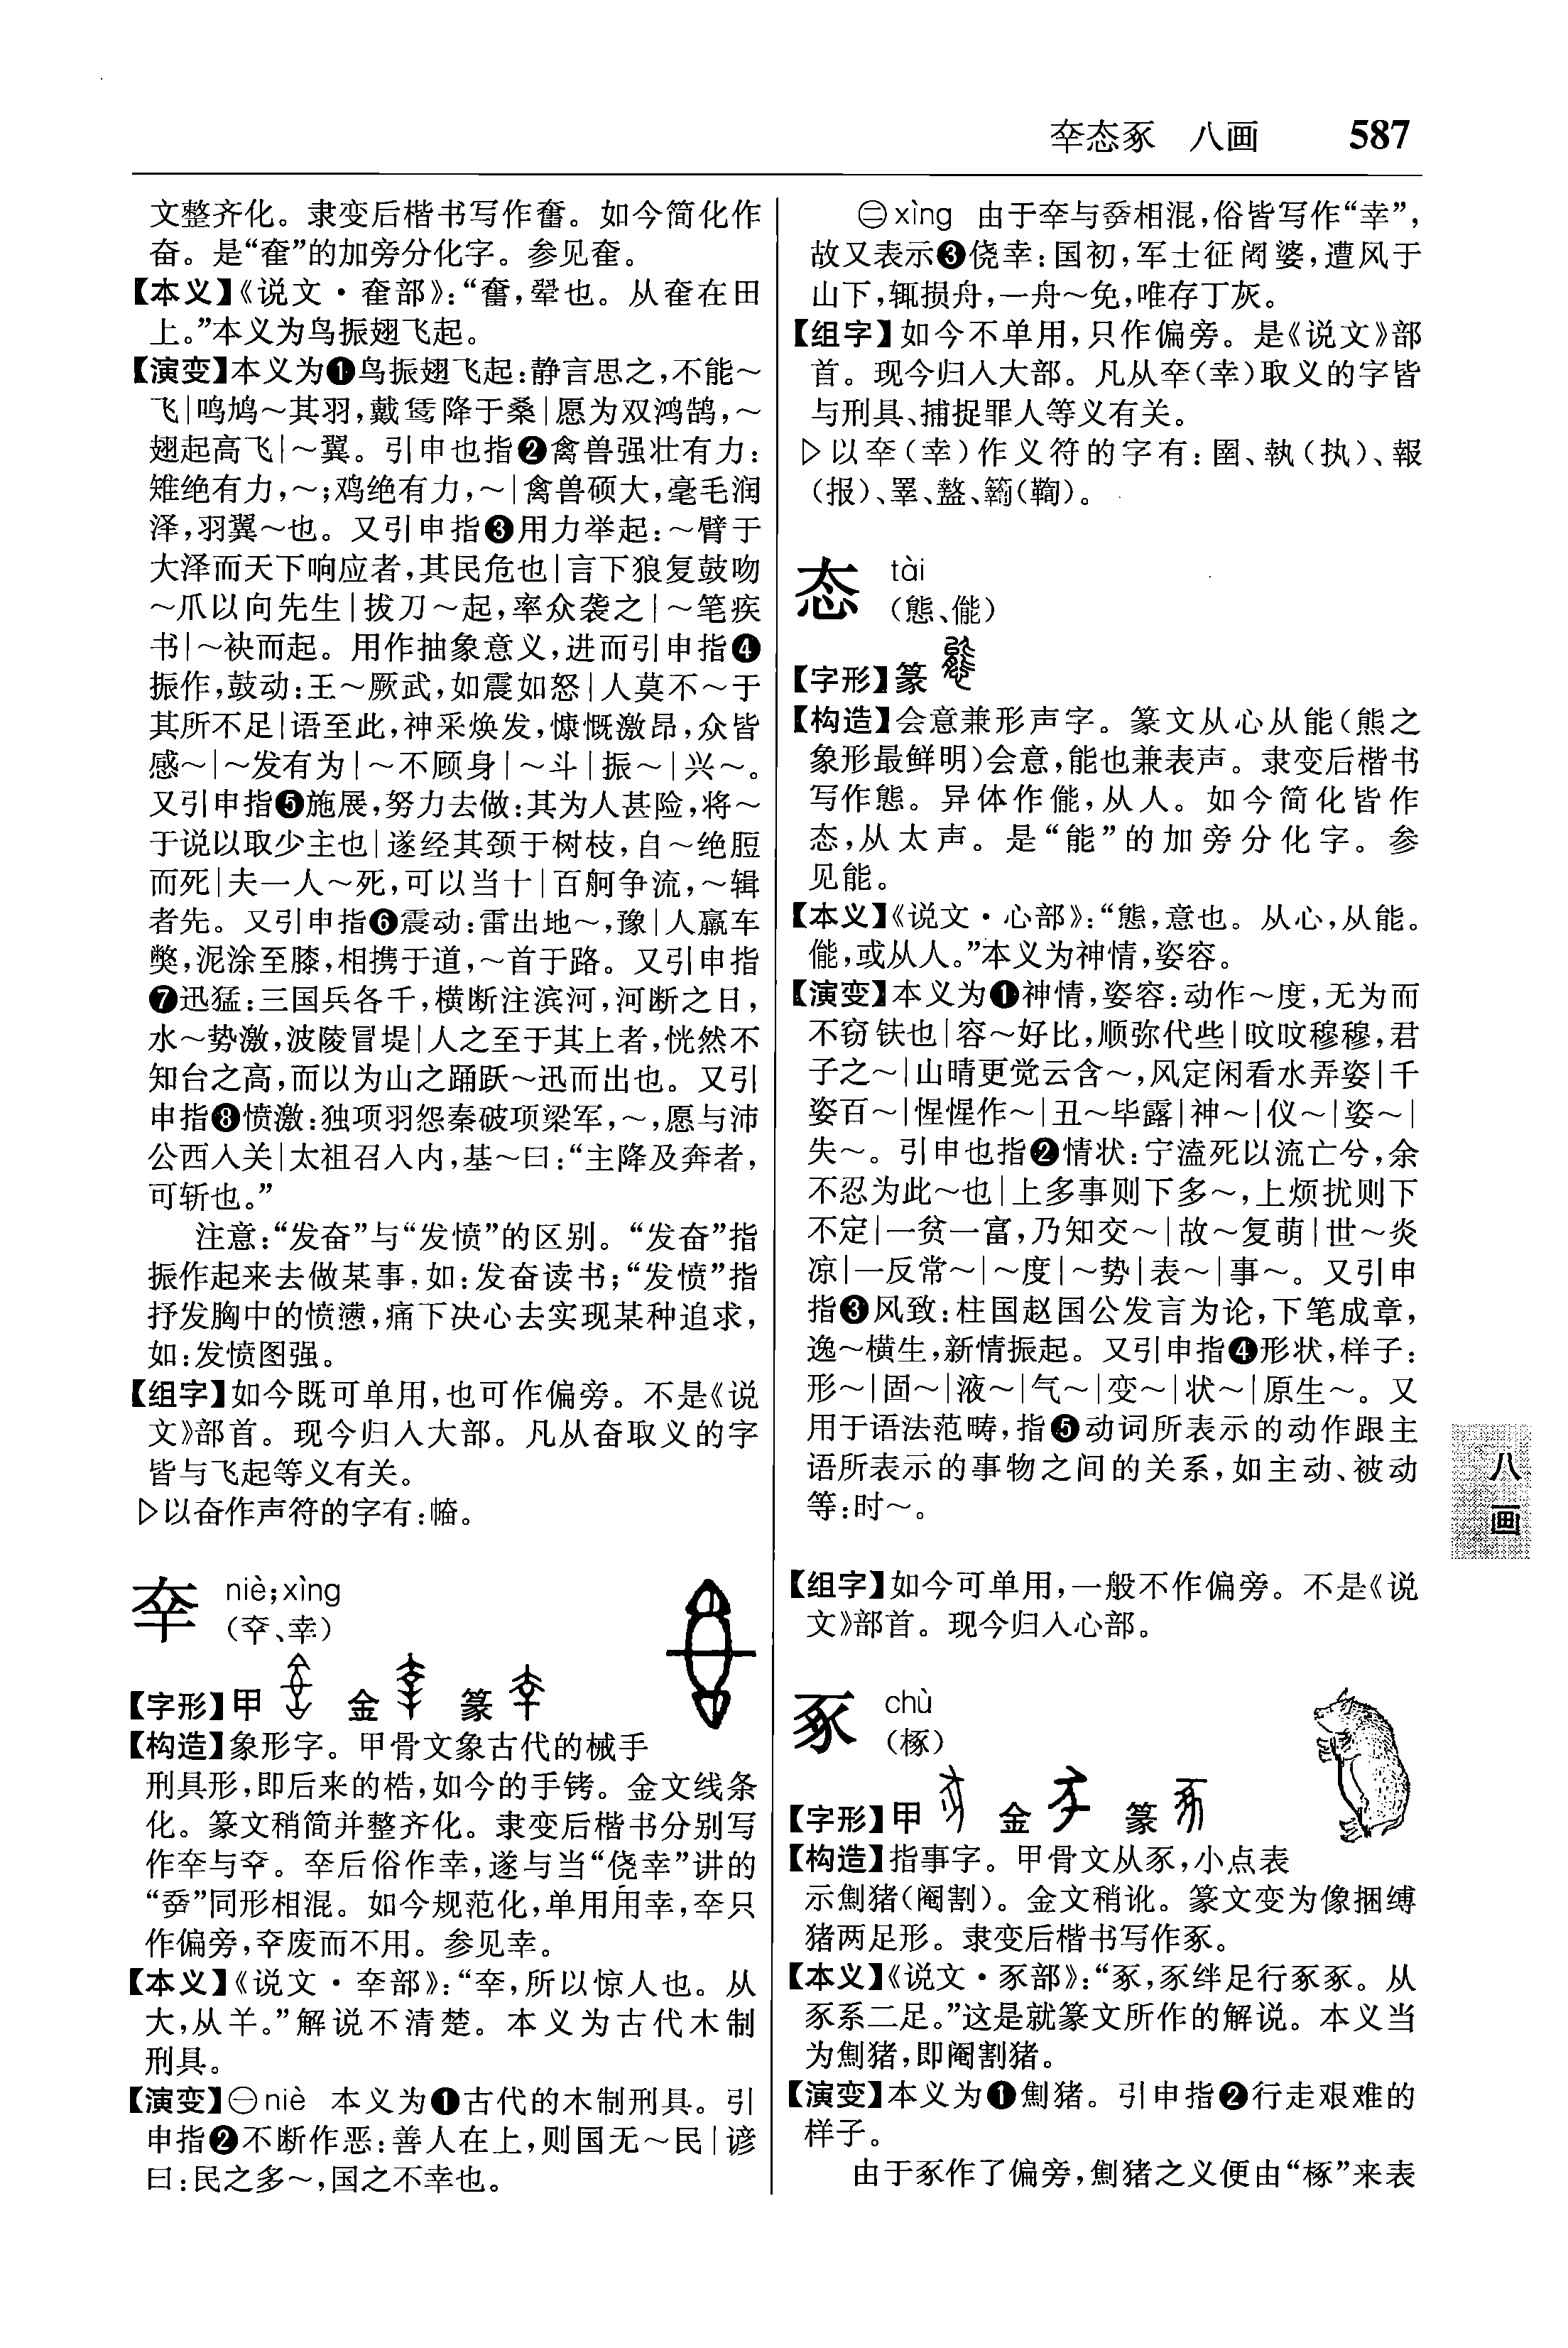 㚔态豖　八画　587
文整齐化。隶变后楷书写作奮。如今简化作
奋。是“奞”的加旁分化字。参见奞。
【本义】《说文·奞部》：“奮，翚也。从奞在田
上。”本义为鸟振翅飞起。
【演变】本义为❶鸟振翅飞起：静言思之，不能～
飞|鸣鸠～其羽，戴鵀降于桑|愿为双鸿鹄，～
翅起高飞|～翼。引申也指❷禽兽强壮有力：
雉绝有力，～；鸡绝有力，～|禽兽硕大，毫毛润
泽，羽翼～也。又引申指❸用力举起：～臂于
大泽而天下响应者，其民危也|言下狼复鼓吻
～爪以向先生|拔刀～起，率众袭之|～笔疾
书|～袂而起。用作抽象意义，进而引申指❹
振作，鼓动：王～厥武，如震如怒|人莫不～于
其所不足|语至此，神采焕发，慷慨激昂，众皆
感～|～发有为|～不顾身|～斗|振～|兴～。
又引申指❺施展，努力去做：其为人甚险，将～
于说以取少主也|遂经其颈于树枝，自～绝脰
而死|夫一人～死，可以当十|百舸争流，～辑
者先。又引申指❻震动：雷出地～，豫|人羸车
獘，泥涂至膝，相携于道，～首于路。又引申指
❼迅猛：三国兵各千，横断注滨河，河断之日，
水～势激，波陵冒堤|人之至于其上者，恍然不
知台之高，而以为山之踊跃～迅而出也。又引
申指❽愤激：独项羽怨秦破项梁军，～，愿与沛
公西入关|太祖召入内，基～曰：“主降及奔者，
可斩也。”
注意：“发奋”与“发愤”的区别。“发奋”指
振作起来去做某事，如：发奋读书；“发愤”指
抒发胸中的愤懑，痛下决心去实现某种追求，
如：发愤图强。
【组字】如今既可单用，也可作偏旁。不是《说
文》部首。现今归入大部。凡从奋取义的字
皆与飞起等义有关。
▷以奋作声符的字有：㡒。
㚔　niè；xìng
（㚔、幸）
【字形】甲　金　篆
【构造】象形字。甲骨文象古代的械手
刑具形，即后来的梏，如今的手铐。金文线条
化。篆文稍简并整齐化。隶变后楷书分别写
作㚔与㚔。㚔后俗作幸，遂与当“侥幸”讲的
“㚔”同形相混。如今规范化，单用用幸，㚔只
作偏旁，㚔废而不用。参见幸。
【本义】《说文·㚔部》：“㚔，所以惊人也。从
大，从羊。”解说不清楚。本义为古代木制
刑具。
【演变】㊀niè　本义为❶古代的木制刑具。引
申指❷不断作恶：善人在上，则国无～民|谚
曰：民之多～，国之不幸也。
㊁xìng　由于㚔与㚔相混，俗皆写作“幸”，
故又表示❸侥幸：国初，军士征阇婆，遭风于
山下，辄损舟，一舟～免，唯存丁灰。
【组字】如今不单用，只作偏旁。是《说文》部
首。现今归入大部。凡从㚔（幸）取义的字皆
与刑具、捕捉罪人等义有关。
▷以㚔（幸）作义符的字有：圉、執（执）、報
（报）、睪、盩、𥷚（鞫）。
态　tài
（態、㑷）
【字形】篆
【构造】会意兼形声字。篆文从心从能（熊之
象形最鲜明）会意，能也兼表声。隶变后楷书
写作態。异体作㑷，从人。如今简化皆作
态，从太声。是“能”的加旁分化字。参
见能。
【本义】《说文·心部》：“態，意也。从心，从能。
㑷，或从人。”本义为神情，姿容。
【演变】本义为❶神情，姿容：动作～度，无为而
不窃铁也|容～好比，顺弥代些|旼旼穆穆，君
子之～|山晴更觉云含～，风定闲看水弄姿|千
姿百～|惺惺作～|丑～毕露|神～|仪～|姿～|
失～。引申也指❷情状：宁溘死以流亡兮，余
不忍为此～也|上多事则下多～，上烦扰则下
不定|一贫一富，乃知交～|故～复萌|世～炎
凉|一反常～|～度|～势|表～|事～。又引申
指❸风致：柱国赵国公发言为论，下笔成章，
逸～横生，新情振起。又引申指❹形状，样子：
形～|固～|液～|气～|变～|状～|原生～。又
用于语法范畴，指❺动词所表示的动作跟主
语所表示的事物之间的关系，如主动、被动
等：时～。
【组字】如今可单用，一般不作偏旁。不是《说
文》部首。现今归入心部。
豖　chù
（㧻）
【字形】甲　金　篆
【构造】指事字。甲骨文从豕，小点表
示劁猪（阉割）。金文稍讹。篆文变为像捆缚
猪两足形。隶变后楷书写作豖。
【本义】《说文·豕部》：“豖，豕绊足行豖豖。从
豕系二足。”这是就篆文所作的解说。本义当
为劁猪，即阉割猪。
【演变】本义为❶劁猪。引申指❷行走艰难的
样子。
由于豖作了偏旁，劁猪之义便由“㧻”来表
八
画